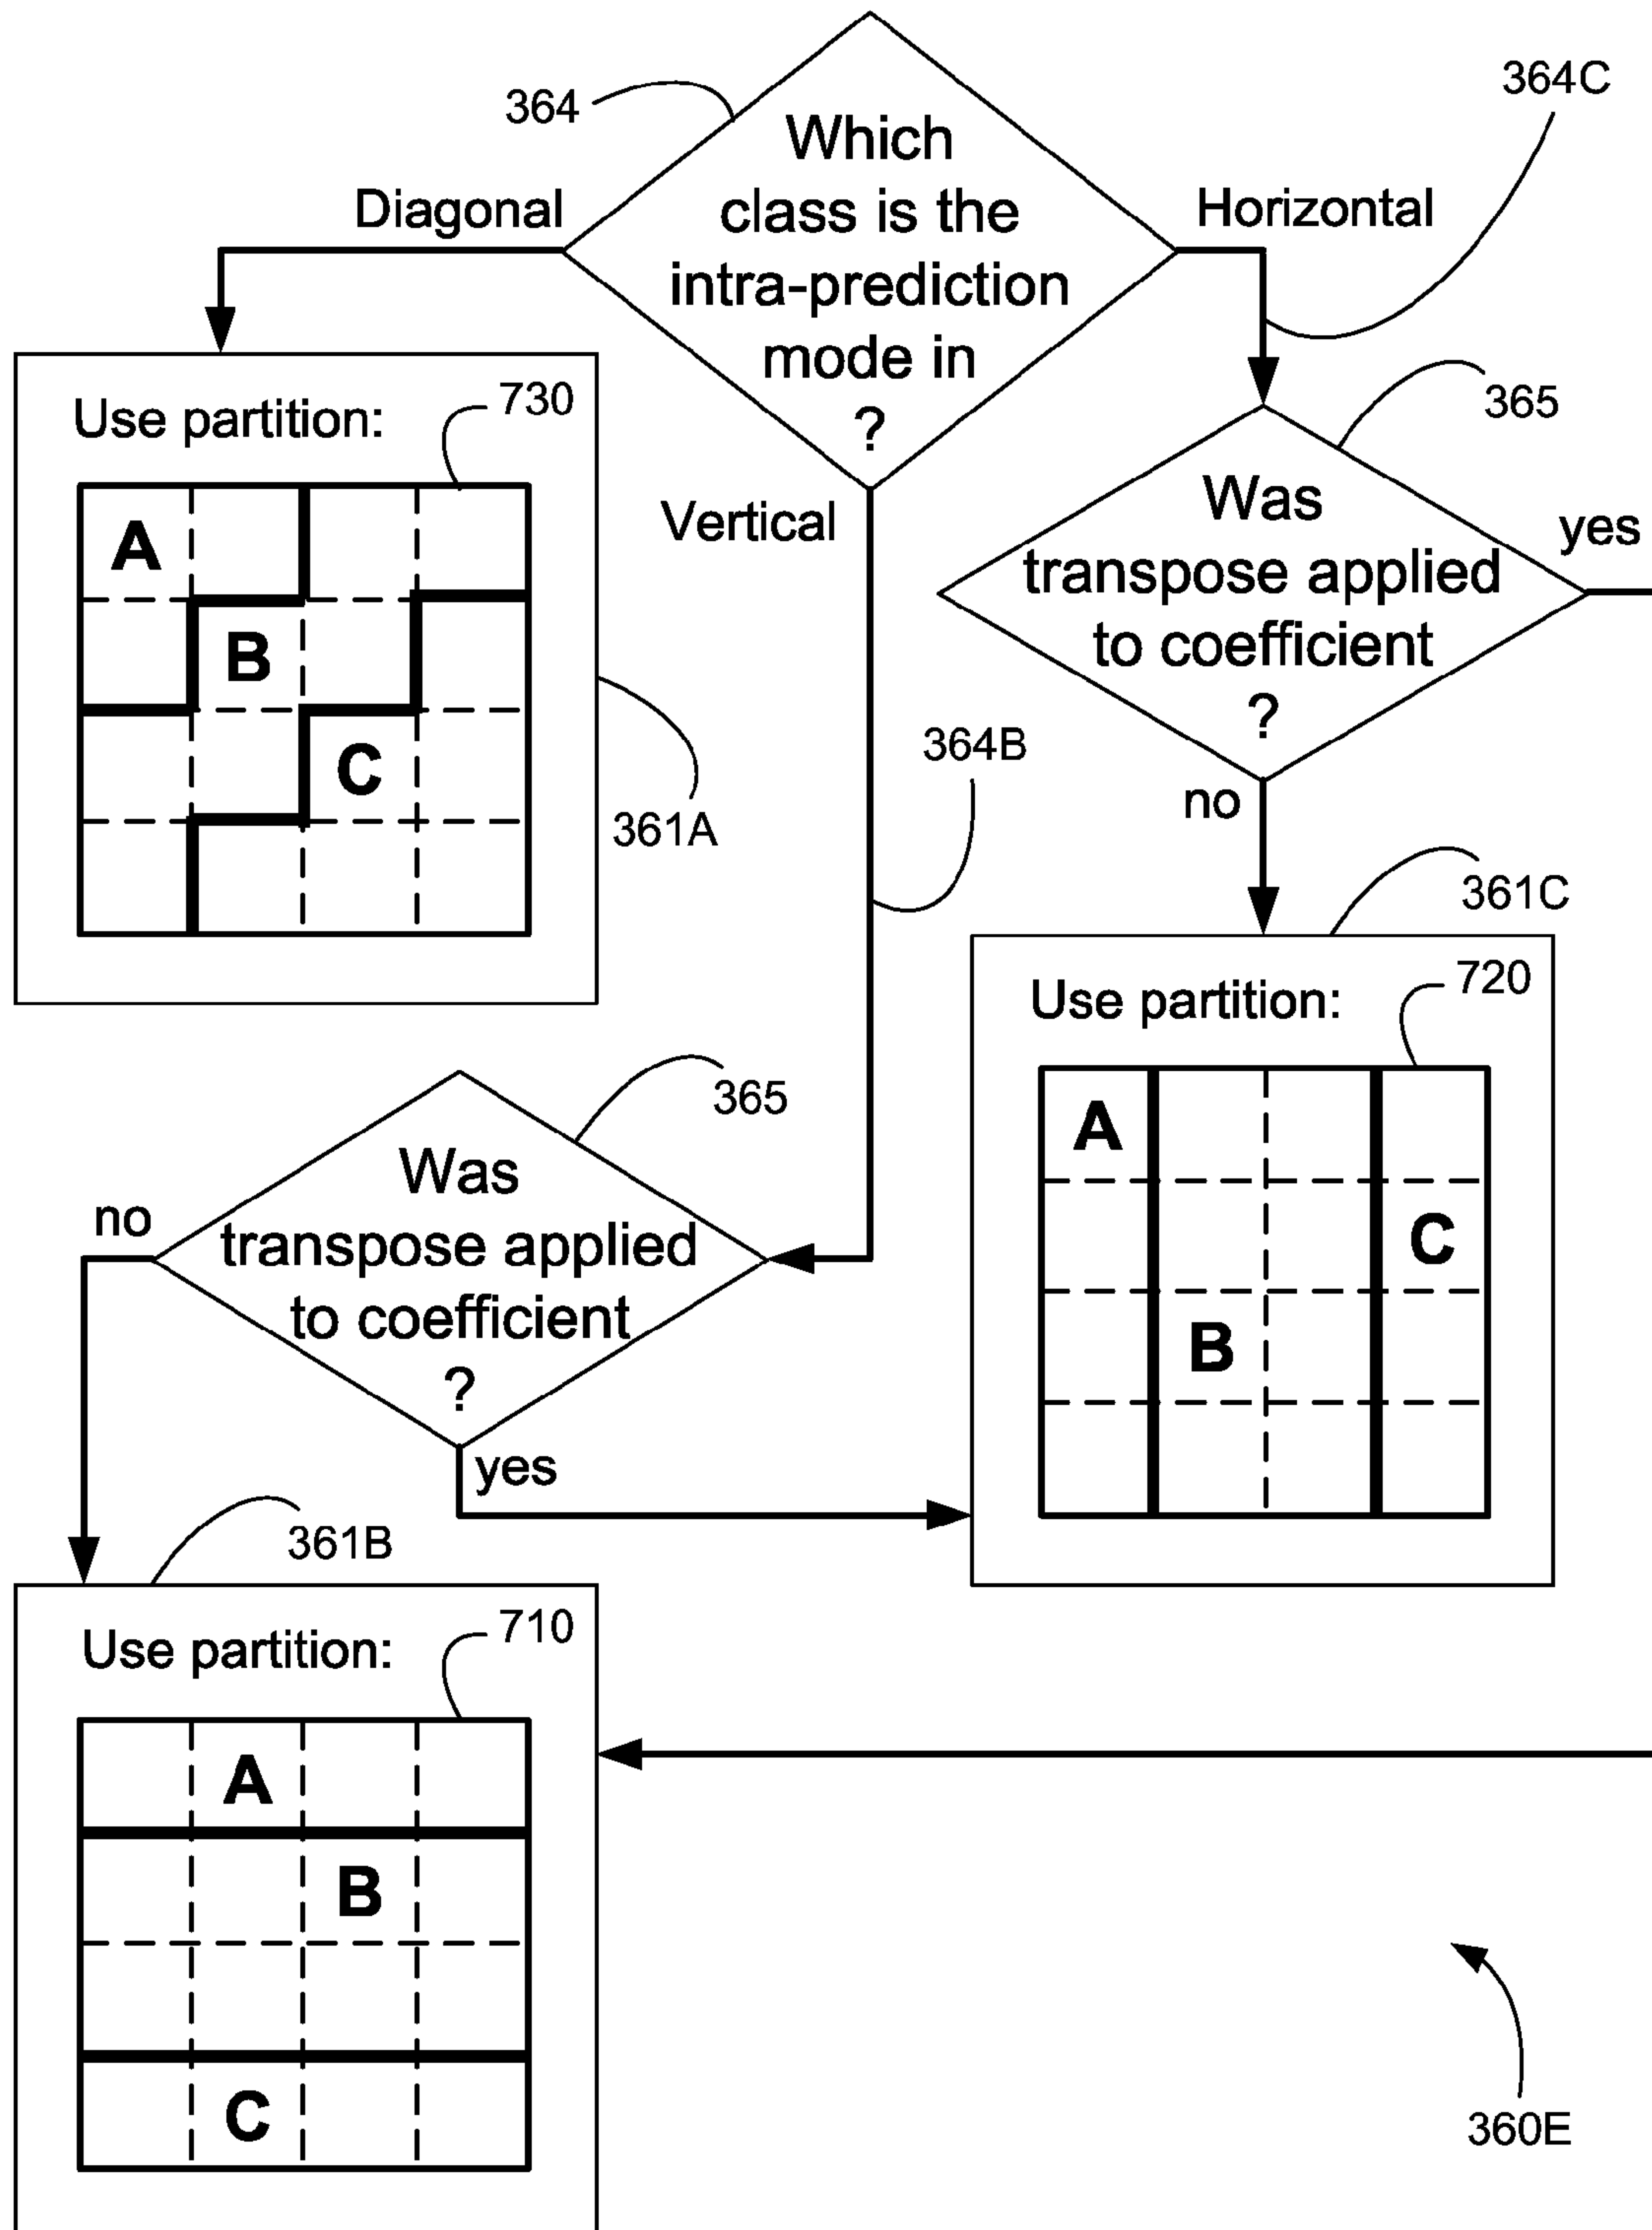 364
Which
class is the
intra-prediction
mode in
?
364C
Diagonal
Horizontal
Vertical
365
Was
transpose applied
to coefficient
?
yes
no
Use partition:
730
A
B
C
361A
364B
361C
Use partition:
720
A
C
B
365
Was
transpose applied
to coefficient
?
no
yes
361B
Use partition:
710
A
B
C
360E